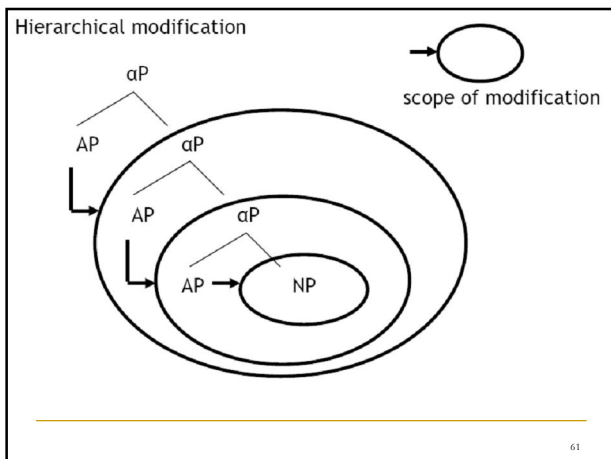 Hierarchical modification
scope of modification
αP
AP
αP
AP
αP
AP
NP
61